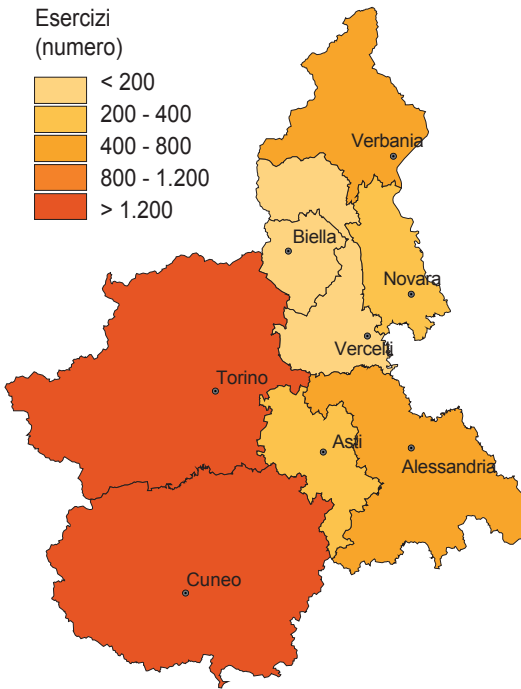 Esercizi
(numero)
< 200
200 - 400
400 - 800
800 - 1.200
> 1.200
Verbania
Biella
Novara
Vercelli
Torino
Asti
Alessandria
Cuneo